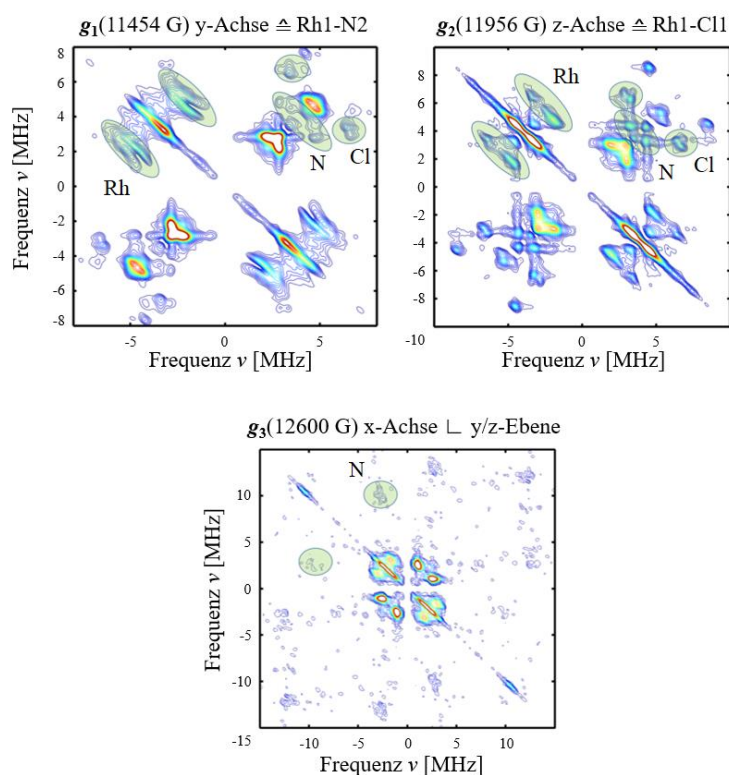 g₁(11454 G) y-Achse ≙ Rh1-N2
8
6
4
2
0
-2
-4
-6
-8
-5
0
5
Frequenz ν [MHz]
Frequenz ν [MHz]
Rh
Rh
N
Cl
g₂(11956 G) z-Achse ≙ Rh1-Cl1
8
6
4
2
0
-2
-4
-6
-8
-10
-5
0
5
Frequenz ν [MHz]
Rh
N
Cl
g₃(12600 G) x-Achse ∟ y/z-Ebene
10
5
0
-5
-10
-15
-10
-5
0
5
10
Frequenz ν [MHz]
Frequenz ν [MHz]
N